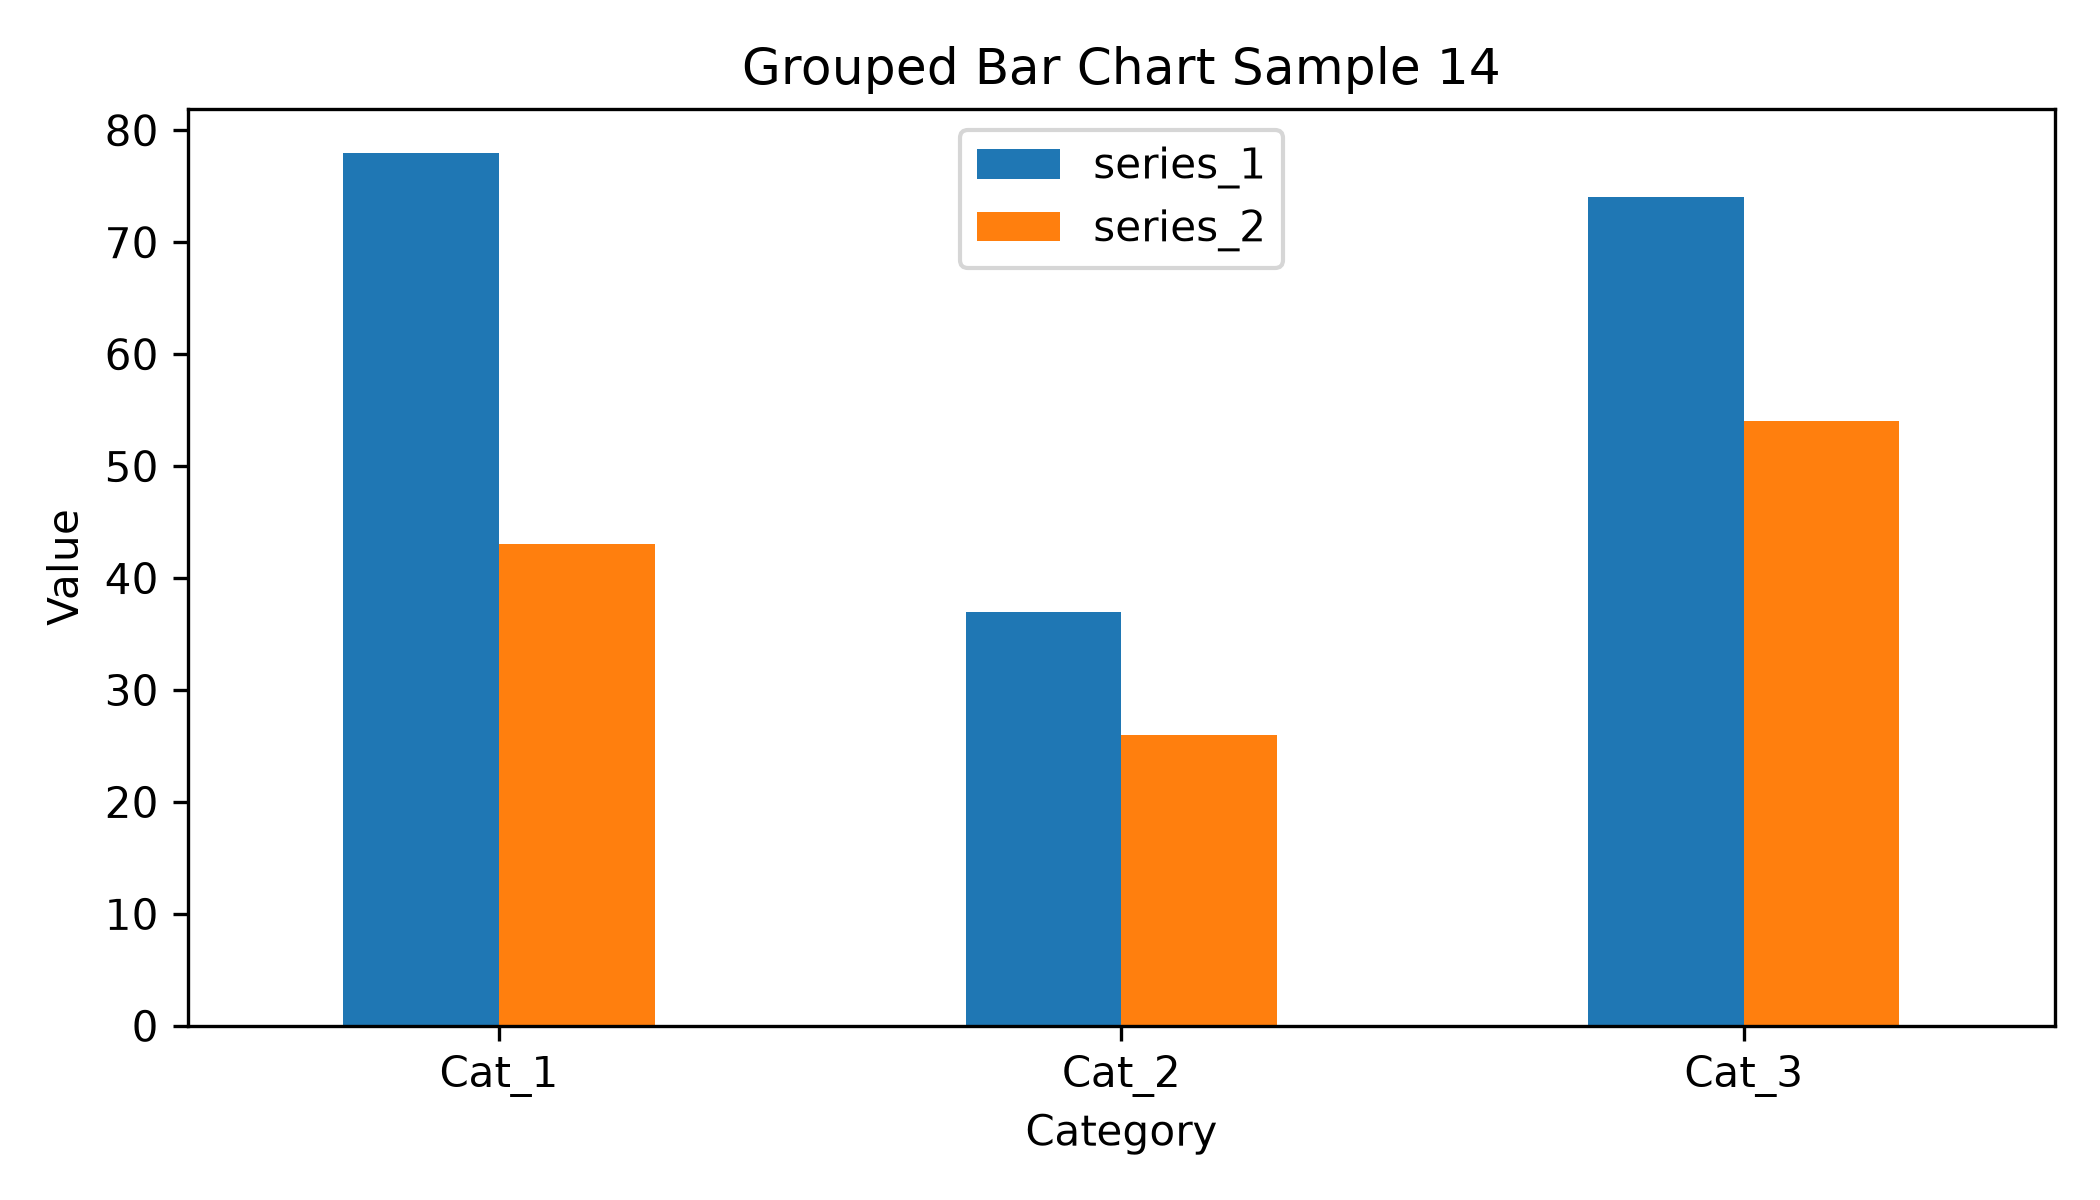 Grouped Bar Chart Sample 14
series_1
series_2
80
70
60
50
40
30
20
10
0
Value
Cat_1 Cat_2 Cat_3
Category